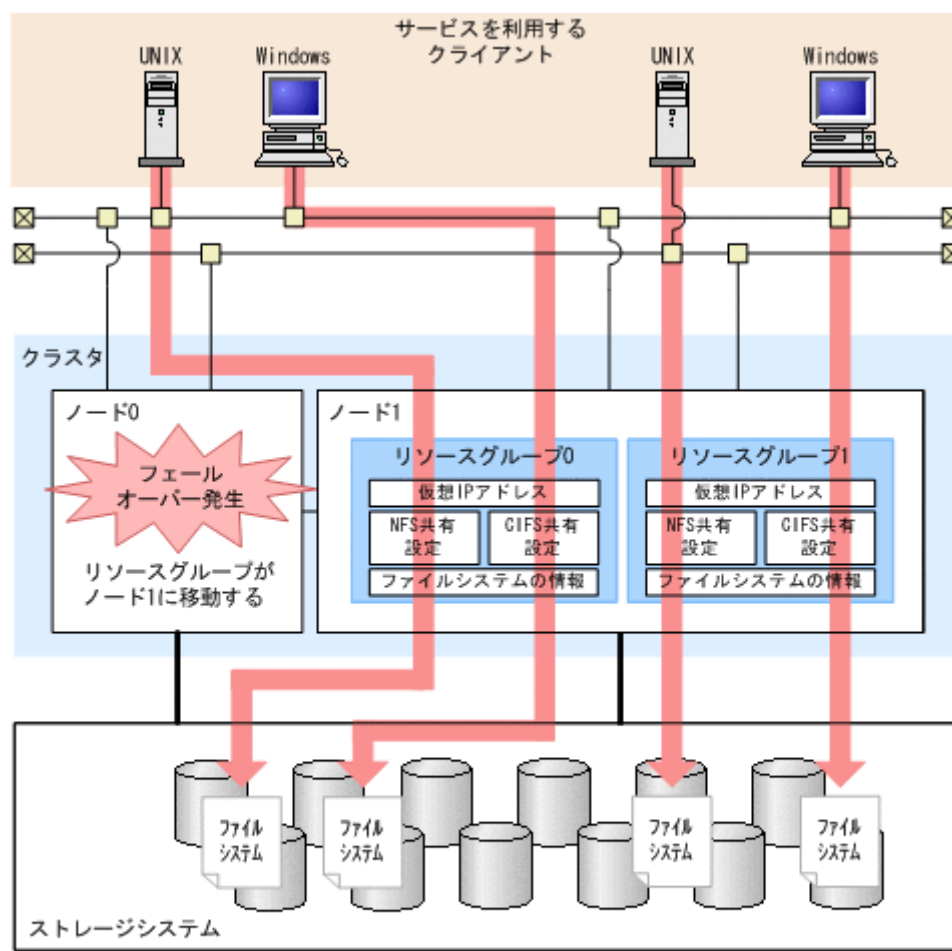 サービスを利用する
クライアント
UNIX
Windows
UNIX
Windows
クラスタ
ノード0
フェール
オーバー発生
リソースグループが
ノード1に移動する
ノード1
リソースグループ0
仮想IPアドレス
NFS共有
設定
CIFS共有
設定
ファイルシステムの情報
リソースグループ1
仮想IPアドレス
NFS共有
設定
CIFS共有
設定
ファイルシステムの情報
ファイル
システム
ファイル
システム
ファイル
システム
ファイル
システム
ストレージシステム